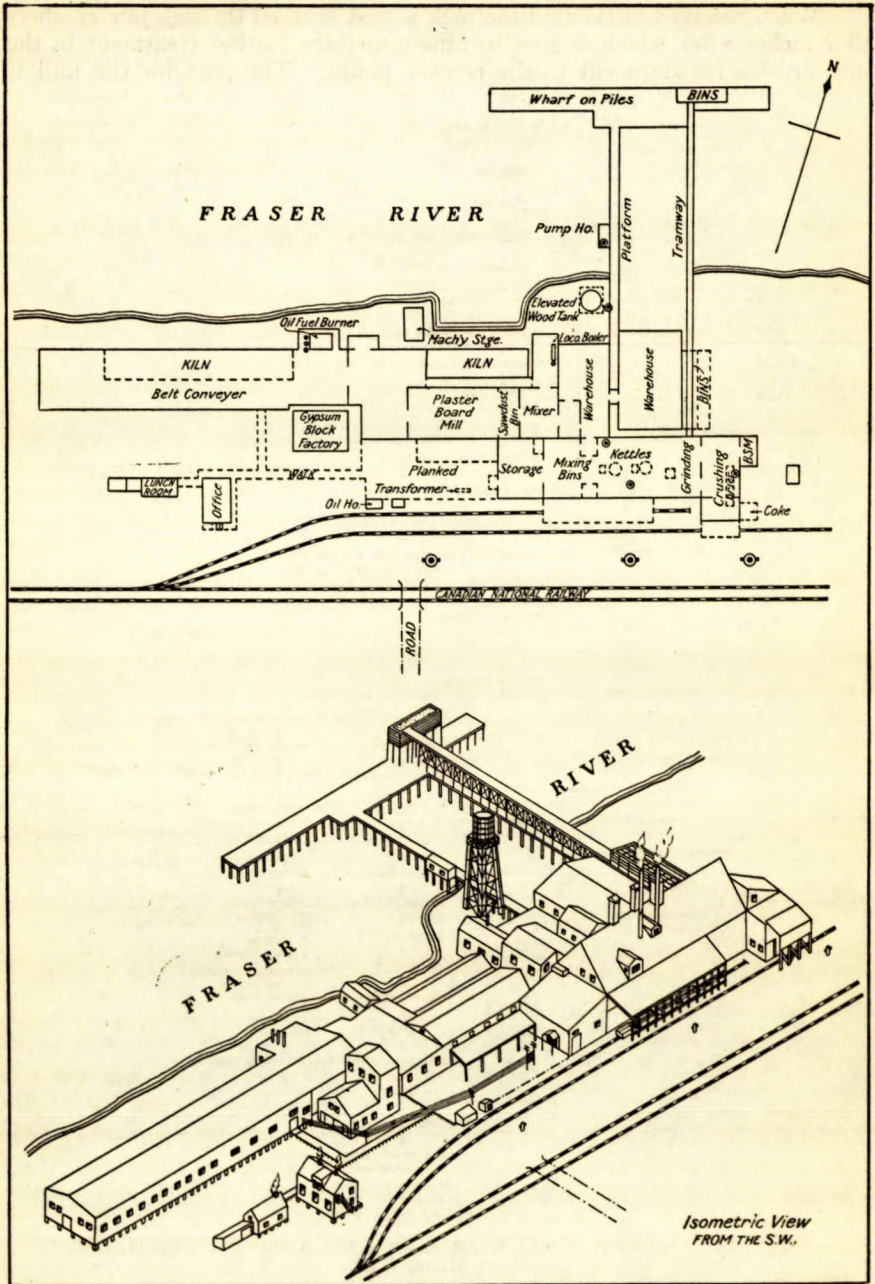 Wharf on Piles
BINS
N
FRASER RIVER
Pump Ho.
Platform
Tramway
Elevated
Wood Tank
Oil Fuel Burner
Machy Stge.
Loco Boiler
KILN
KILN
Belt Conveyer
Gypsum
Block
Factory
Plaster
Board
Mill
Sawdust
Bin
Mixer
Warehouse
Warehouse
BINS
Planked
Storage
Mixing
Bins
Kettles
Grinding
Crushing
BSM
WALK
LUNCH
ROOM
Office
Transformer
Oil Ho.
Coke
CANADIAN NATIONAL RAILWAY
ROAD
RIVER
FRASER
Isometric View
FROM THE S.W.